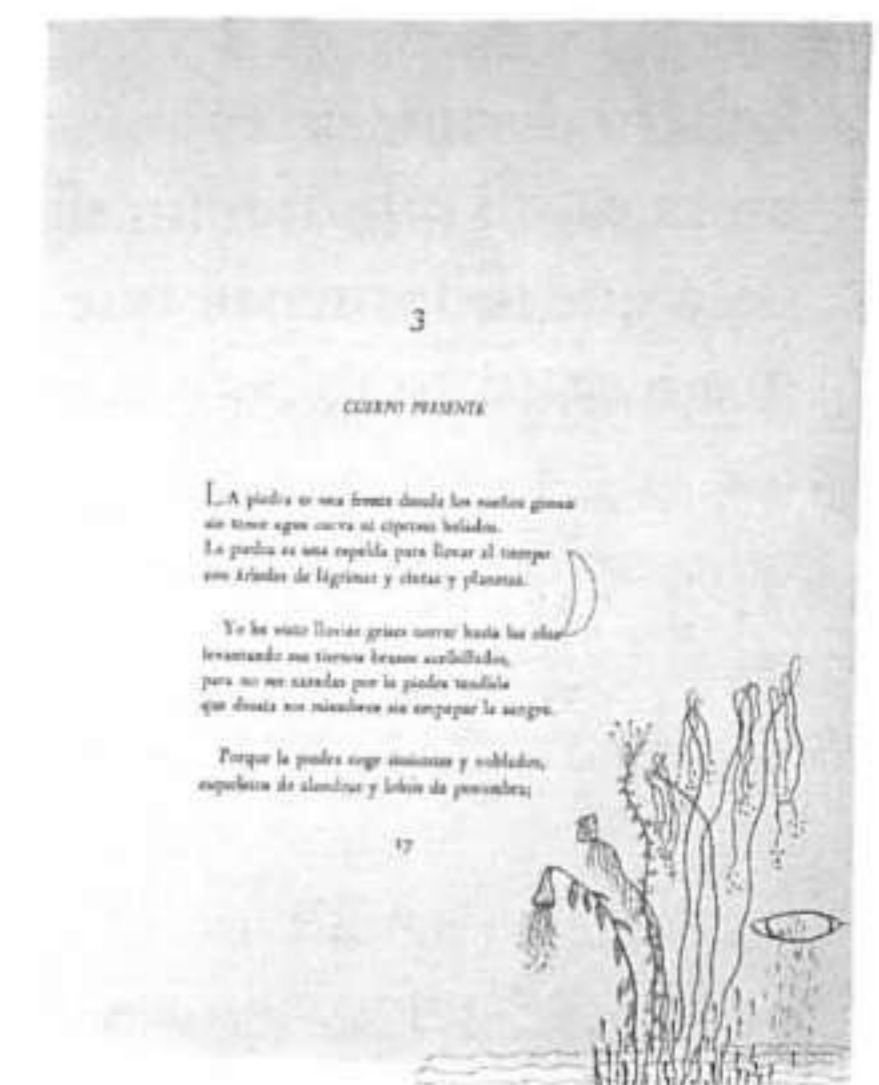 3
CUERPO PRESENTE
LA piedra es una frente donde los sueños gimen
sin tener agua curva ni cipreses helados.
La piedra es una espalda para llevar al tiempo
con árboles de lágrimas y cintas y planetas.
Yo he visto lluvias grises correr hacia las olas
levantando sus tiernos brazos acribillados,
para no ser cazadas por la piedra tendida
que desata sus miembros sin empapar la sangre.
Porque la piedra coge simientes y nublados,
esqueletos de alondras y lobos de penumbra;
17